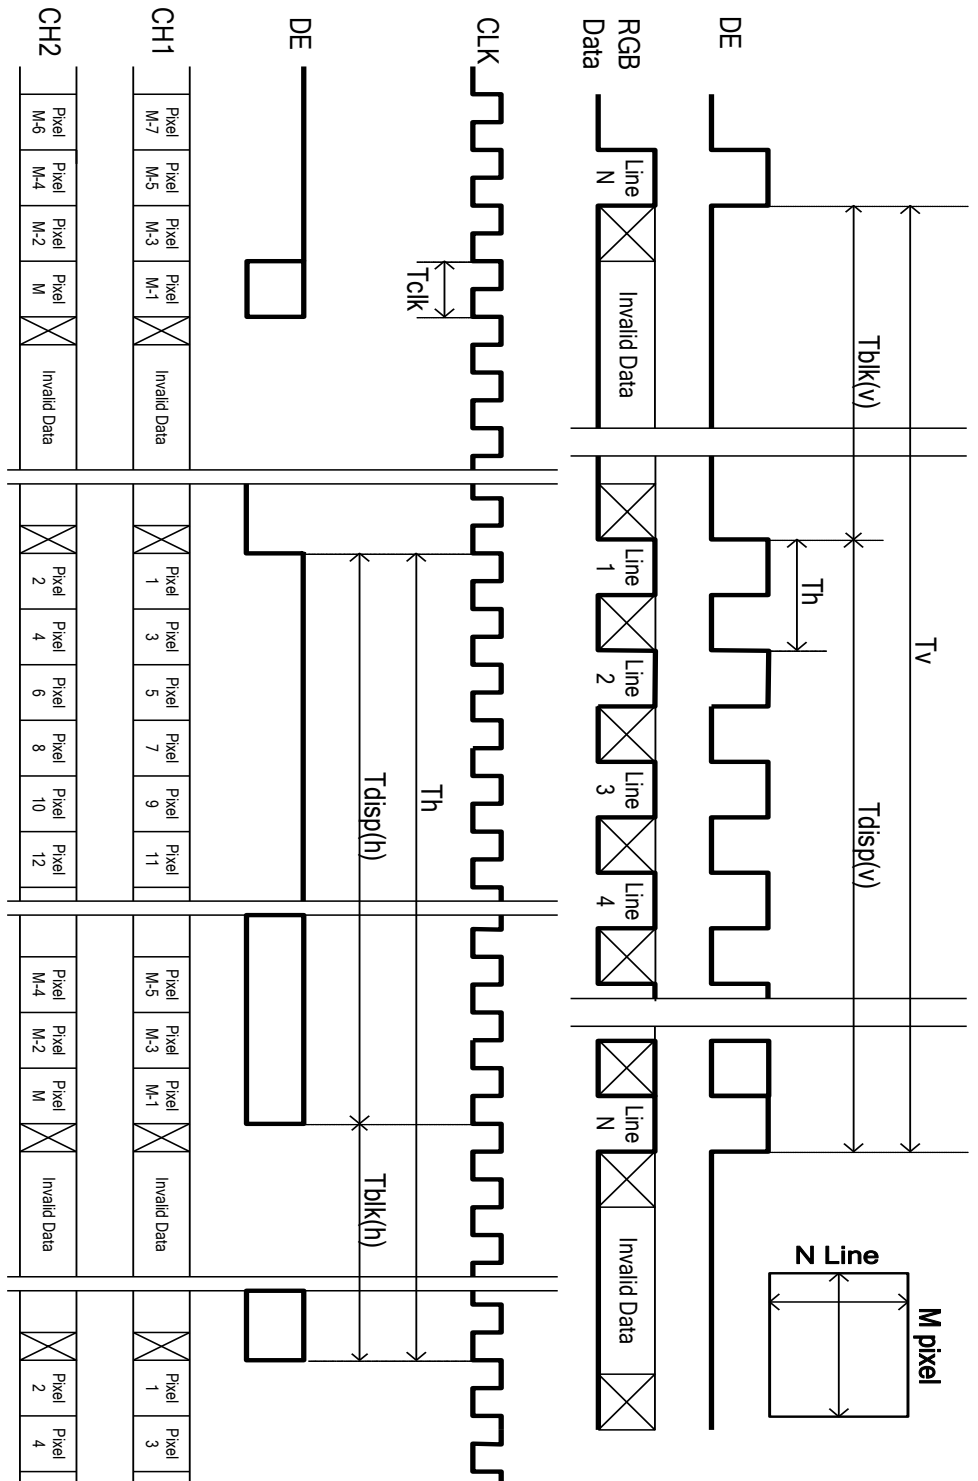 Tv
M pixel
N Line
Tblk(v) Tdisp(v)
Th
DE
RGB
Data
Line
N
Invalid Data
Line
1
Line
2
Line
3
Line
4
Line
N
Invalid Data
CLK
Tclk
Th
Tdisp(h) Tblk(h)
DE
CH1
Pixel
M-7
Pixel
M-5
Pixel
M-3
Pixel
M-1
Invalid Data
Pixel
1
Pixel
3
Pixel
5
Pixel
7
Pixel
9
Pixel
11
Pixel
M-5
Pixel
M-3
Pixel
M-1
Invalid Data
Pixel
1
Pixel
3
CH2
Pixel
M-6
Pixel
M-4
Pixel
M-2
Pixel
M
Invalid Data
Pixel
2
Pixel
4
Pixel
6
Pixel
8
Pixel
10
Pixel
12
Pixel
M-4
Pixel
M-2
Pixel
M
Invalid Data
Pixel
2
Pixel
4